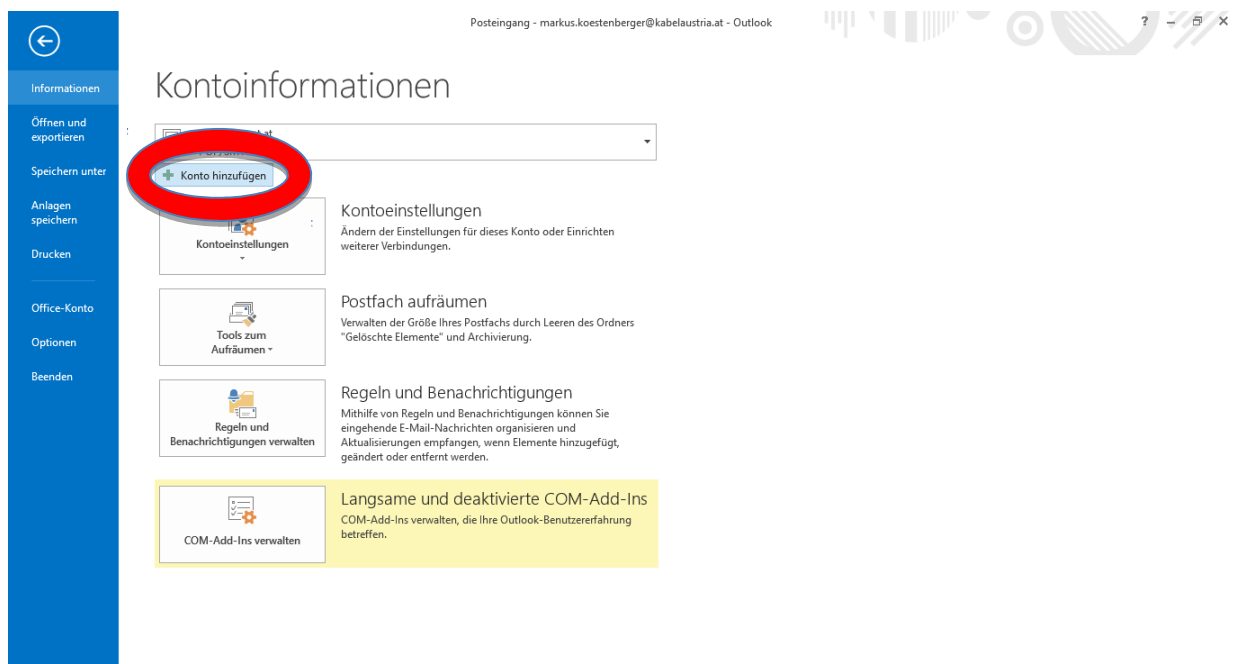 Posteingang - markus.koestenberger@kabelaustria.at - Outlook
?
Informationen
Öffnen und
exportieren
Speichern unter
Anlagen
speichern
Drucken
Office-Konto
Optionen
Beenden
Kontoinformationen
Konto hinzufügen
Kontoeinstellungen
Kontoeinstellungen
Ändern der Einstellungen für dieses Konto oder Einrichten
weiterer Verbindungen.
Tools zum
Aufräumen
Postfach aufräumen
Verwalten der Größe Ihres Postfachs durch Leeren des Ordners
"Gelöschte Elemente" und Archivierung.
Regeln und
Benachrichtigungen verwalten
Regeln und Benachrichtigungen
Mithilfe von Regeln und Benachrichtigungen können Sie
eingehende E-Mail-Nachrichten organisieren und
Aktualisierungen empfangen, wenn Elemente hinzugefügt,
geändert oder entfernt werden.
COM-Add-Ins verwalten
Langsame und deaktivierte COM-Add-Ins
COM-Add-Ins verwalten, die Ihre Outlook-Benutzererfahrung
betreffen.